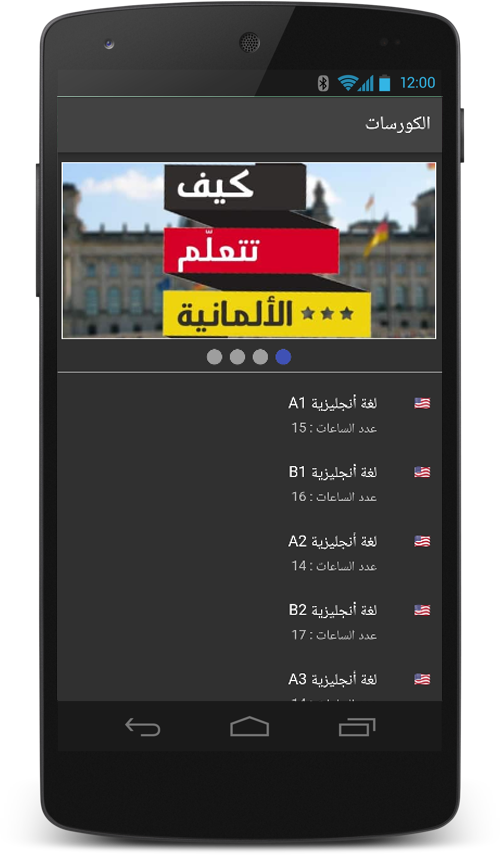 12:00
الكورسات
كيف
تتعلّم
الألمانية
لغة أنجليزية A1
عدد الساعات : 15
لغة أنجليزية B1
عدد الساعات : 16
لغة أنجليزية A2
عدد الساعات : 14
لغة أنجليزية B2
عدد الساعات : 17
لغة أنجليزية A3